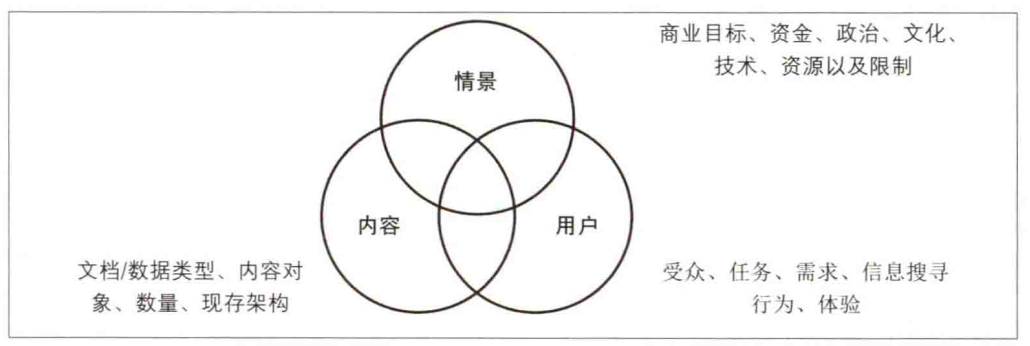 商业目标、资金、政治、文化、
技术、资源以及限制
情景
内容
用户
文档/数据类型、内容对
象、数量、现存架构
受众、任务、需求、信息搜寻
行为、体验